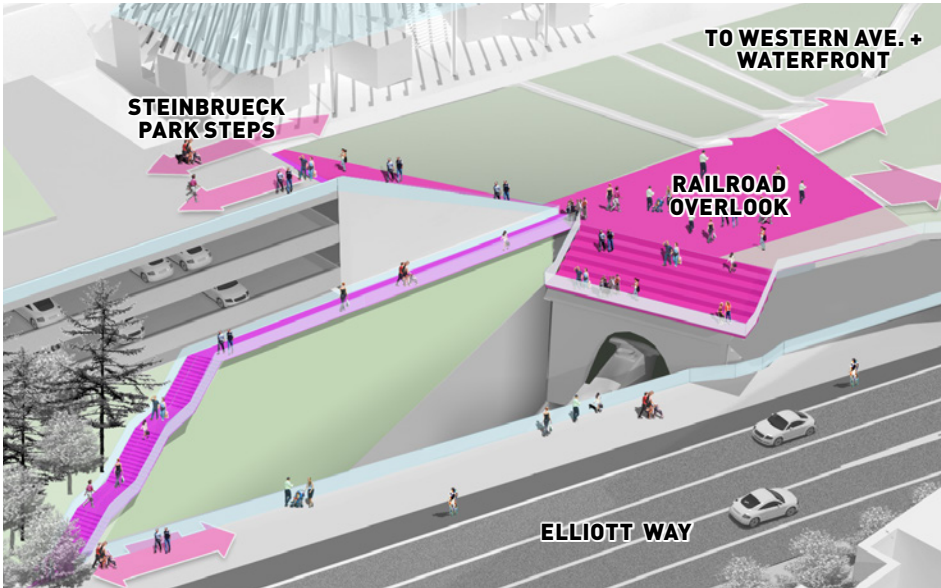 TO WESTERN AVE. +
WATERFRONT
STEINBRUECK
PARK STEPS
RAILROAD
OVERLOOK
ELLIOTT WAY